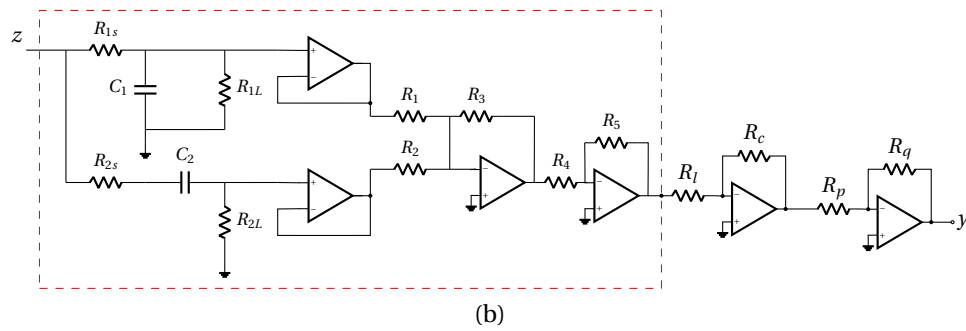 z
R1s
C1
R1L
+
−
R1
R3
R2s
C2
R2L
+
−
R2
−
+
R4
R5
−
+
Rl
Rc
−
+
Rp
Rq
−
+
y
(b)